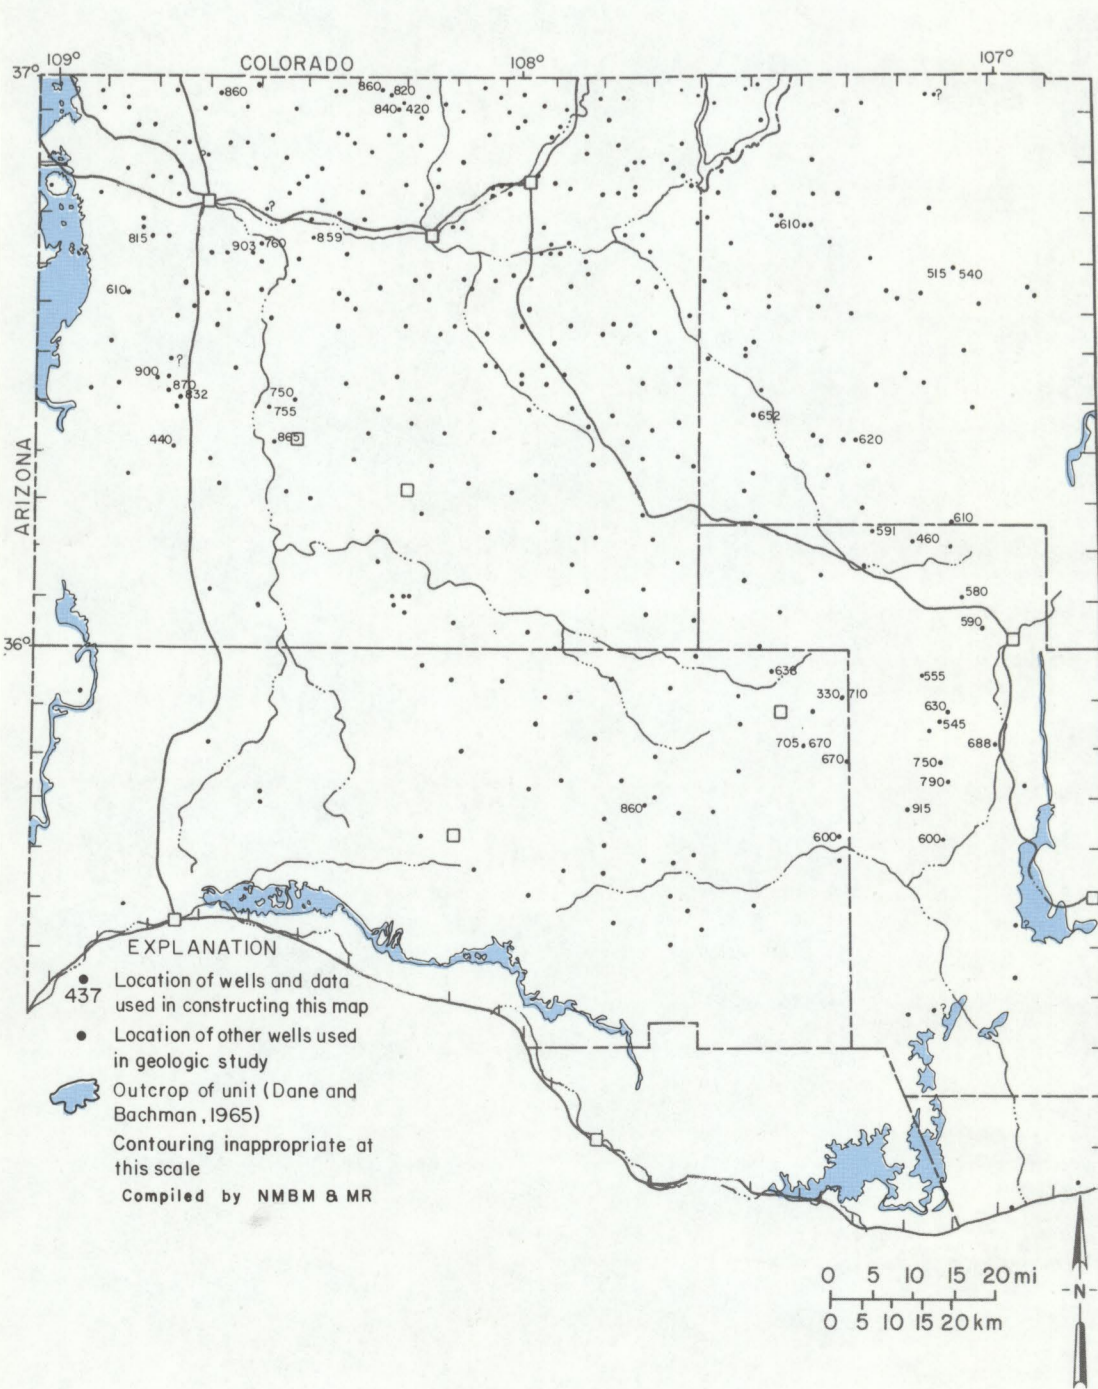 109° COLORADO 108° 107°
37°
860 860 820 ?
840 420
?
610
815 903 760 859
515 540
610
?
900
870
832 750
755
652
440 865 620
ARIZONA
610
591
460
580
590
36°
638
555
330 710
630
545
705 670 688
670 750
790
860 915
600 600
EXPLANATION
437 Location of wells and data
used in constructing this map
Location of other wells used
in geologic study
?
Outcrop of unit (Dane and
Bachman, 1965)
Contouring inappropriate at
this scale
Compiled by NMBM & MR
0 5 10 15 20 mi
0 5 10 15 20 km
N